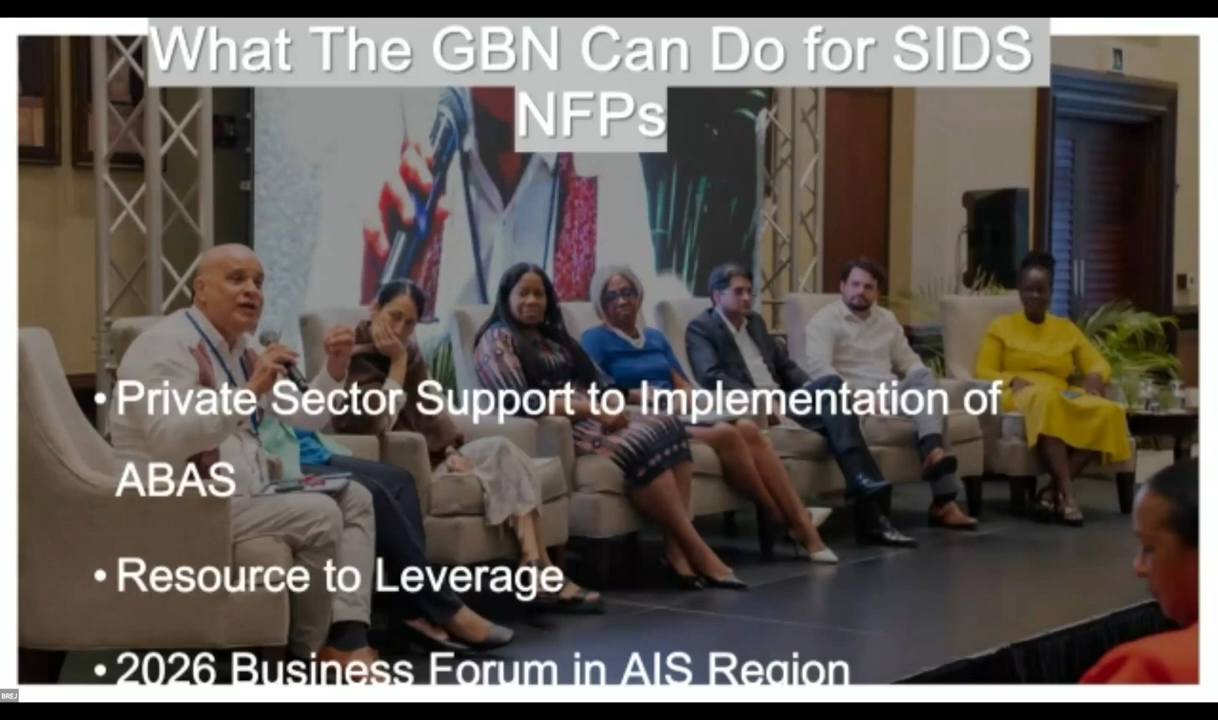 What The GBN Can Do for SIDS
NFPs
• Private Sector Support to Implementation of
ABAS
• Resource to Leverage
• 2026 Business Forum in AIS Region
BREJ